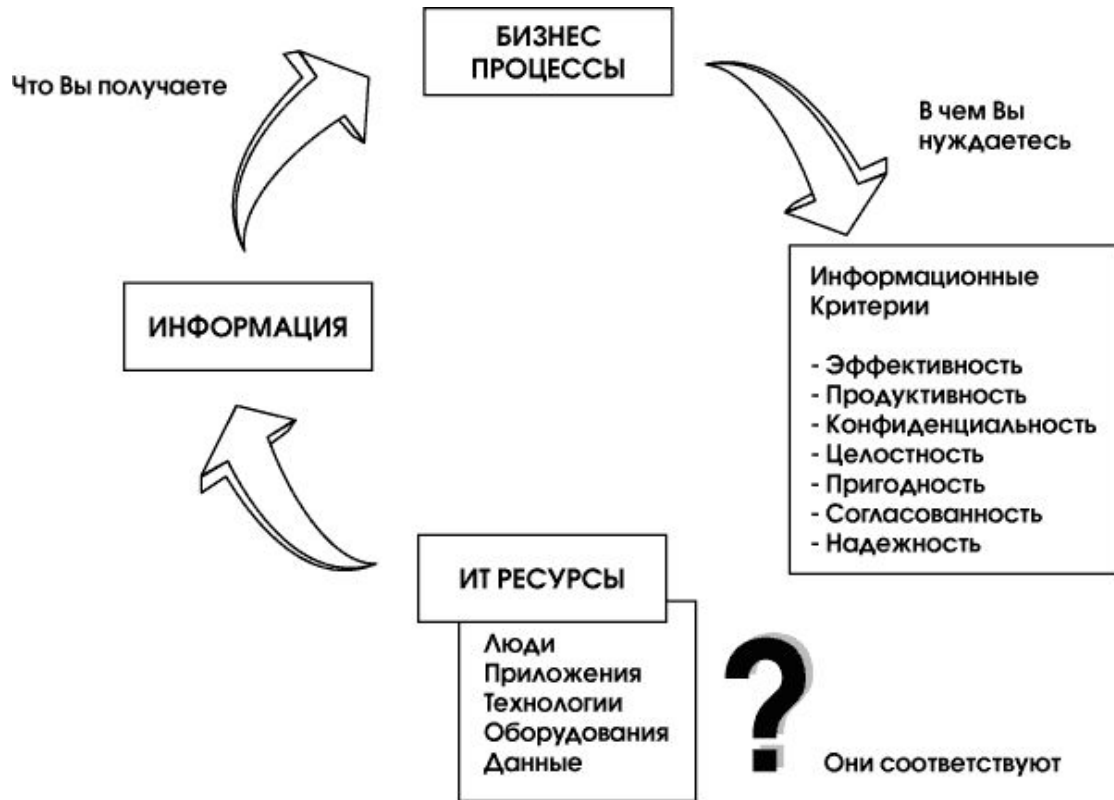 БИЗНЕС
ПРОЦЕССЫ
Что Вы получаете
В чем Вы
нуждаетесь
Информационные
Критерии
- Эффективность
- Продуктивность
- Конфиденциальность
- Целостность
- Пригодность
- Согласованность
- Надежность
ИНФОРМАЦИЯ
ИТ РЕСУРСЫ
Люди
Приложения
Технологии
Оборудования
Данные
?
Они соответствуют